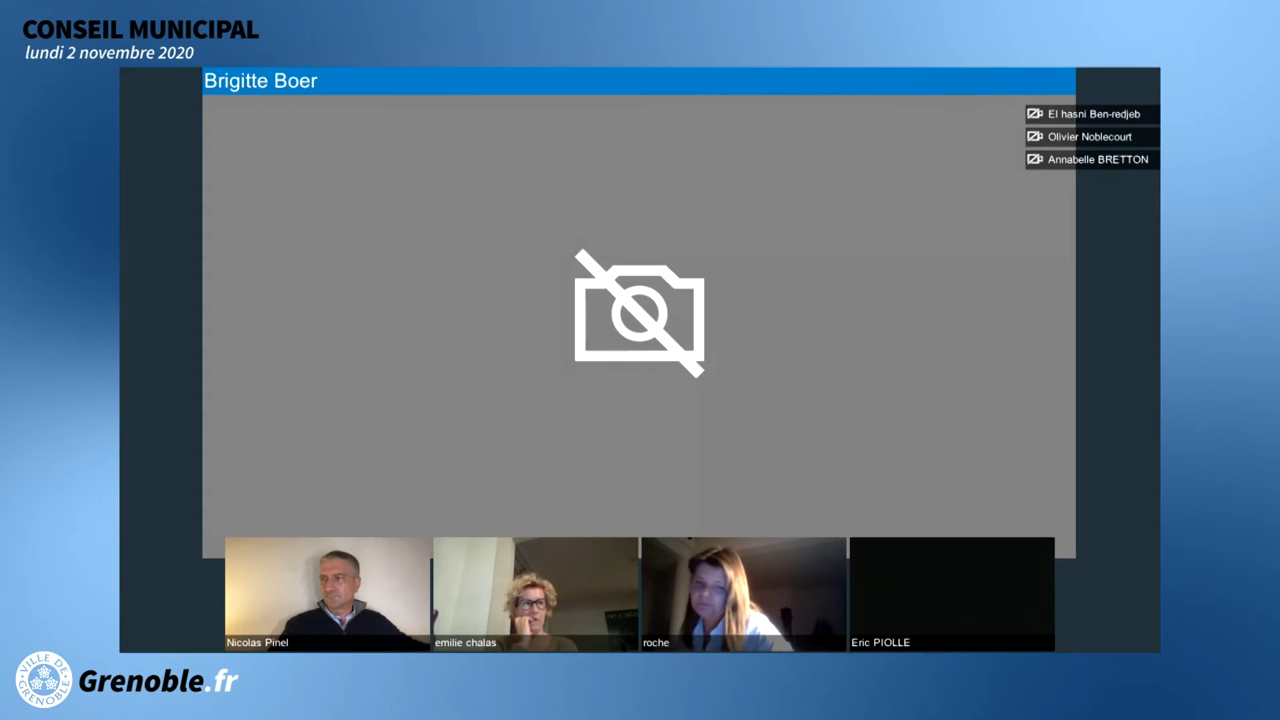 CONSEIL MUNICIPAL
lundi 2 novembre 2020
Brigitte Boer
El hasni Ben-redjeb
Olivier Noblecourt
Annabelle BRETTON
Nicolas Pinel
emilie chalas
roche
Eric PIOLLE
VILLE DE
GRENOBLE
Grenoble.fr